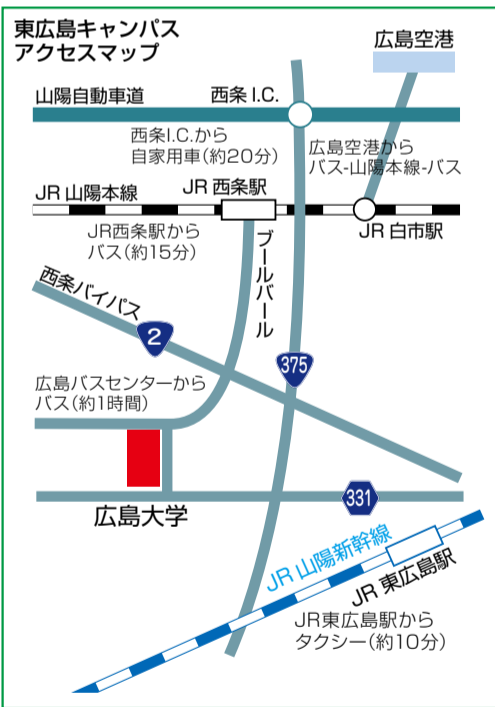 東広島キャンパス
アクセスマップ
広島空港
山陽自動車道
西条 I.C.
西条I.C.から
自家用車(約20分)
広島空港から
バス-山陽本線-バス
JR 山陽本線
JR 西条駅
JR 白市駅
JR西条駅から
バス(約15分)
ブールバール
西条バイパス
2
375
広島バスセンターから
バス(約1時間)
331
広島大学
JR 山陽新幹線
JR 東広島駅
JR東広島駅から
タクシー(約10分)